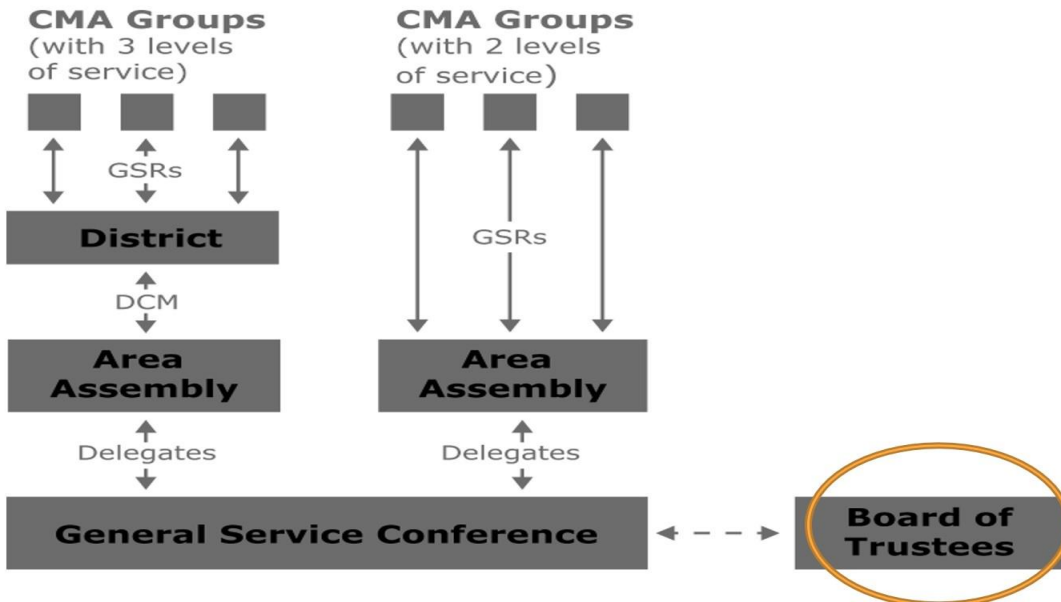 CMA Groups
(with 3 levels
of service)
GSRs
District
DCM
Area
Assembly
Delegates
CMA Groups
(with 2 levels
of service)
GSRs
Area
Assembly
Delegates
General Service Conference
Board of
Trustees